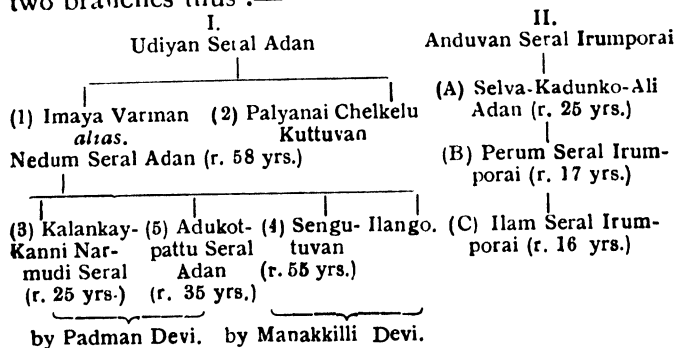 two branches thus :—
I.
Udiyan Seral Adan
(1) Imaya Varman (2) Palyanai Chelkelu
alias. Kuttuvan
Nedum Seral Adan (r. 58 yrs.)
(3) Kalankay- (5) Adukot- (4) Sengu- Ilango.
Kanni Nar- pattu Seral tuvan
mudi Seral Adan (r. 55 yrs.)
(r. 25 yrs.) (r. 35 yrs.)
by Padman Devi. by Manakkilli Devi.
II.
Anduvan Seral Irumporai
(A) Selva-Kadunko-Ali
Adan (r. 25 yrs.)
(B) Perum Seral Irum-
porai (r. 17 yrs.)
(C) Ilam Seral Irum-
porai (r. 16 yrs.)